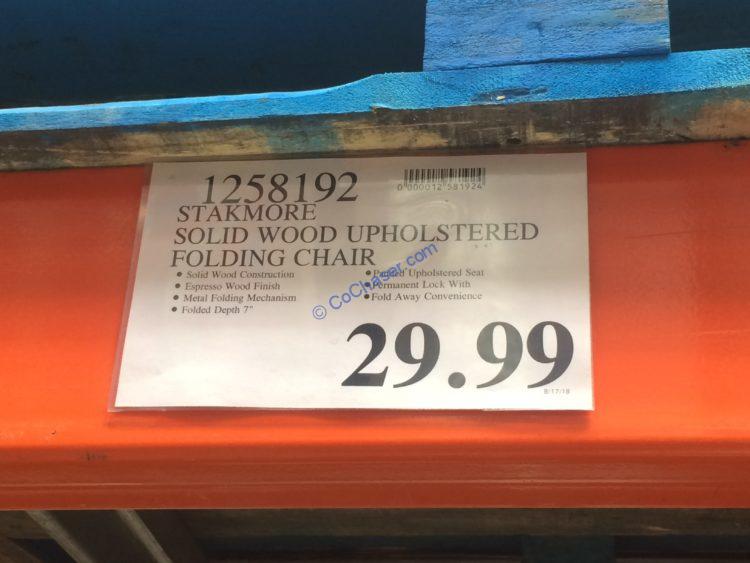 1258192
0 000012 581924
STAKMORE
SOLID WOOD UPHOLSTERED
FOLDING CHAIR
• Solid Wood Construction
• Espresso Wood Finish
• Metal Folding Mechanism
• Folded Depth 7"
• Padded Upholstered Seat
• Permanent Lock With
• Fold Away Convenience
© CoChaser.com
29.99
8/17/18